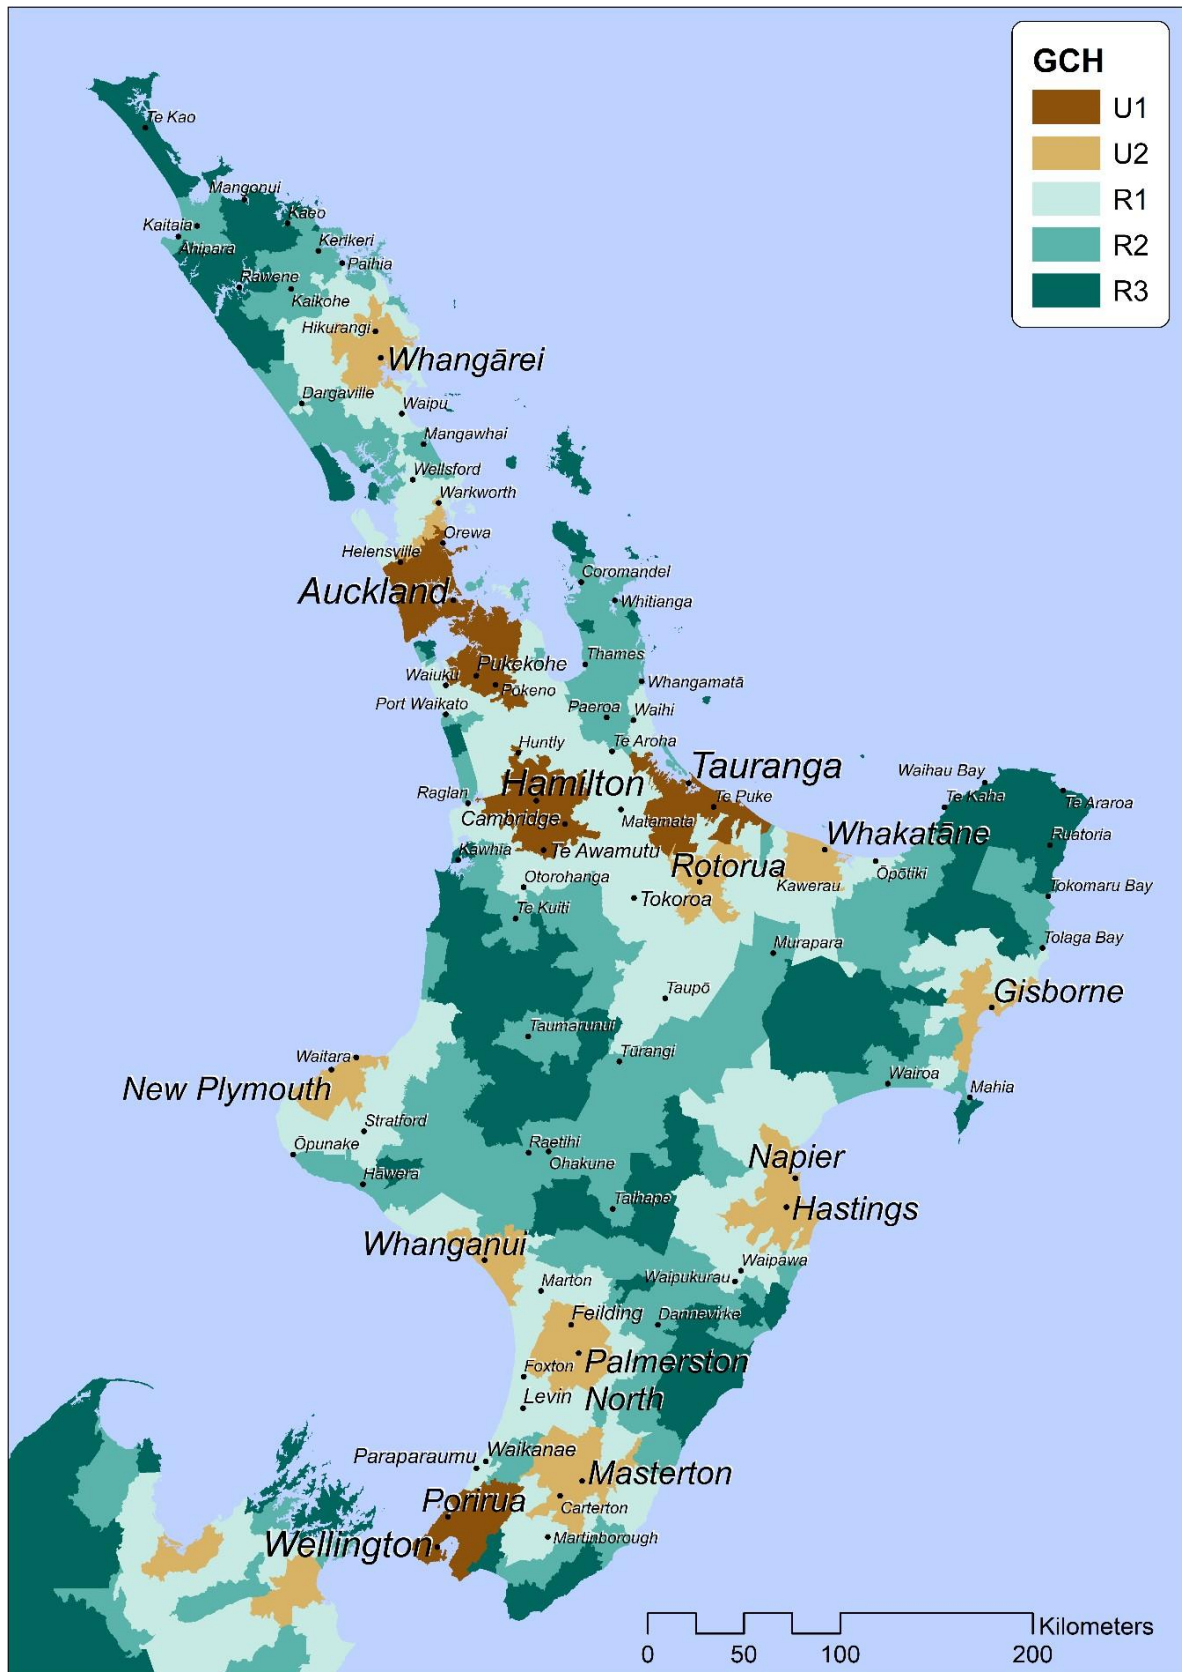 GCH
U1
U2
R1
R2
R3
Te Kao
Mangonui
Kaeo
Kaitaia
Kerikeri
Āhipara
Paihia
Rawene
Kaikohe
Hikurangi
Whangārei
Dargaville
Waipu
Mangawhai
Wellsford
Warkworth
Orewa
Helensville
Coromandel
Auckland
Whitianga
Thames
Pukekohe
Waiuku
Pōkeno
Whangamatā
Port Waikato
Paeroa
Waihi
Huntly
Te Aroha
Tauranga
Waihau Bay
Hamilton
Te Kaha
Te Araroa
Raglan
Te Puke
Cambridge
Matamata
Whakatāne
Ruatoria
Kawhia
Te Awamutu
Rotorua
Ōpōtiki
Otorohanga
Kawerau
Tokomaru Bay
Tokoroa
Te Kuiti
Murapara
Tolaga Bay
Taupō
Gisborne
Taumarunui
Waitara
Tūrangi
New Plymouth
Wairoa
Mahia
Stratford
Ōpunake
Raetihi
Ohakune
Napier
Hāwera
Taihape
Hastings
Whanganui
Waipawa
Marton
Waipukurau
Feilding
Dannevirke
Foxton
Palmerston
North
Levin
Waikanae
Paraparaumu
Masterton
Porirua
Carterton
Wellington
Martinborough
Kilometers
0 50 100 200